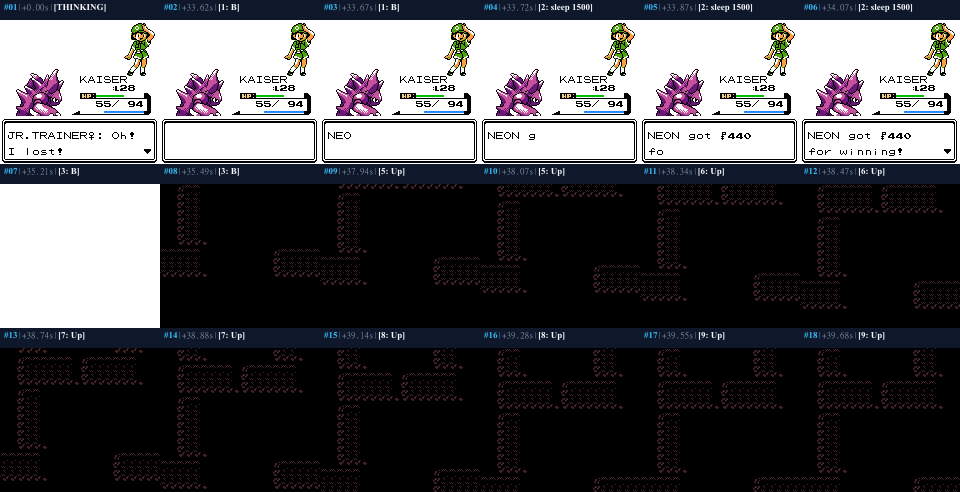 #01 | +0.00s | [THINKING]
#02 | +33.62s | [1: B]
#03 | +33.67s | [1: B]
#04 | +33.72s | [2: sleep 1500]
#05 | +33.87s | [2: sleep 1500]
#06 | +34.07s | [2: sleep 1500]
KAISER
:L28
HP:
55/ 94
JR.TRAINER♀: Oh!
I lost!
KAISER
:L28
HP:
55/ 94
KAISER
:L28
HP:
55/ 94
NEO
KAISER
:L28
HP:
55/ 94
NEON g
KAISER
:L28
HP:
55/ 94
NEON got ₽440
fo
KAISER
:L28
HP:
55/ 94
NEON got ₽440
for winning!
#07 | +35.21s | [3: B]
#08 | +35.49s | [3: B]
#09 | +37.94s | [5: Up]
#10 | +38.07s | [5: Up]
#11 | +38.34s | [6: Up]
#12 | +38.47s | [6: Up]
#13 | +38.74s | [7: Up]
#14 | +38.88s | [7: Up]
#15 | +39.14s | [8: Up]
#16 | +39.28s | [8: Up]
#17 | +39.55s | [9: Up]
#18 | +39.68s | [9: Up]